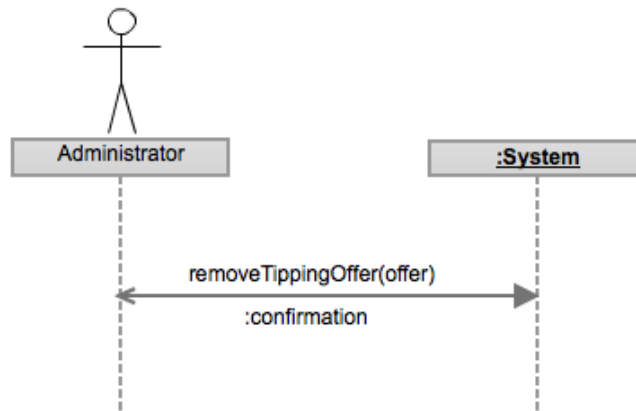 Administrator
:System
removeTippingOffer(offer)
:confirmation